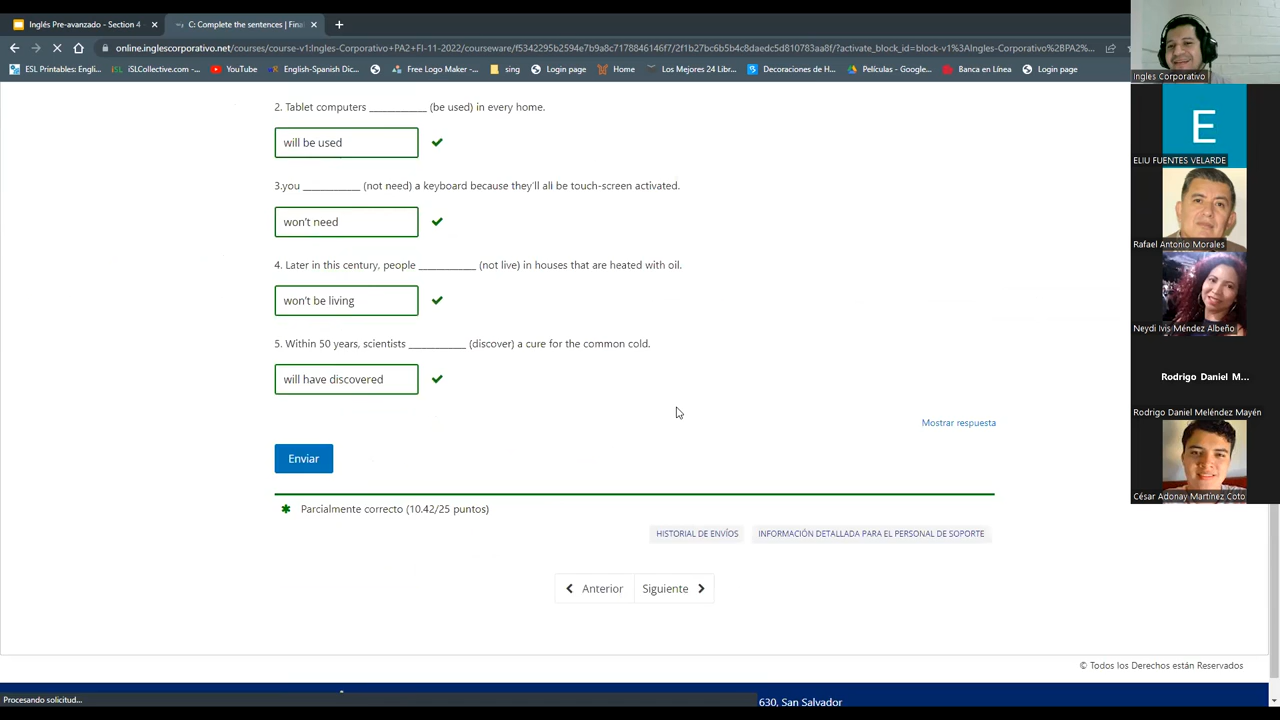 Inglés Pre-avanzado - Section 4
C: Complete the sentences | Fina
online.inglescorporativo.net/courses/course-v1:Ingles-Corporativo+PA2+FI-11-2022/courseware/f5342295b2594e7b9a8c7178846146f7/2f1b27bc6b5b4c8daedc5d810783aa8f/?activate_block_id=block-v1%3AIngles-Corporativo%2BPA2%...
ESL Printables: Engli...
iSLCollective.com -...
YouTube
English-Spanish Dic...
Free Logo Maker -...
sing
Login page
Home
Los Mejores 24 Libr...
Decoraciones de H...
Películas - Google...
Banca en Línea
Login page
2. Tablet computers ____________ (be used) in every home.
will be used
3.you ____________ (not need) a keyboard because they'll all be touch-screen activated.
won't need
4. Later in this century, people ____________ (not live) in houses that are heated with oil.
won't be living
5. Within 50 years, scientists ____________ (discover) a cure for the common cold.
will have discovered
Mostrar respuesta
Enviar
Parcialmente correcto (10.42/25 puntos)
HISTORIAL DE ENVÍOS
INFORMACIÓN DETALLADA PARA EL PERSONAL DE SOPORTE
Anterior
Siguiente
© Todos los Derechos están Reservados
Procesando solicitud...
630, San Salvador
Ingles Corporativo
E
ELIU FUENTES VELARDE
Rafael Antonio Morales
Neydi Ivis Méndez Albeño
Rodrigo Daniel M...
Rodrigo Daniel Meléndez Mayén
César Adonay Martínez Coto